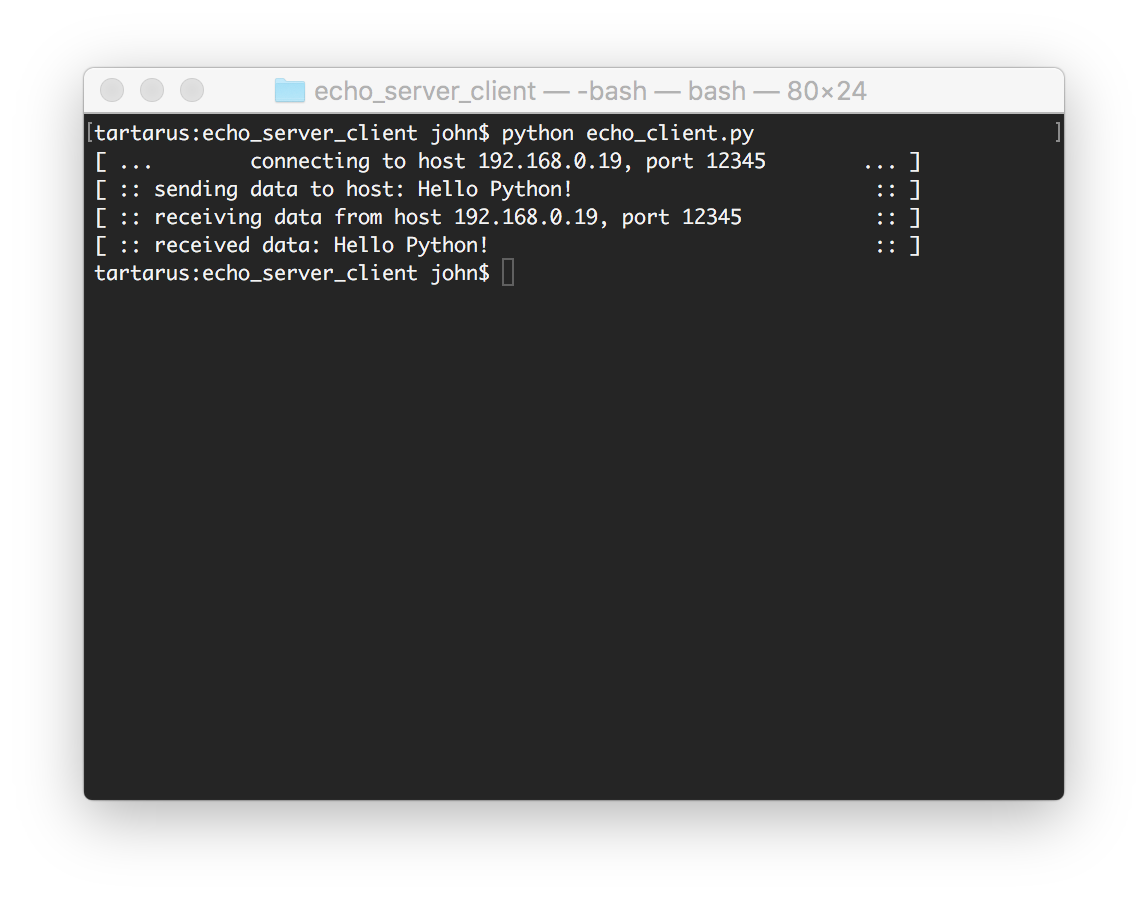 echo_server_client — -bash — bash — 80×24
[tartarus:echo_server_client john$ python echo_client.py ]
[ ... connecting to host 192.168.0.19, port 12345 ... ]
[ :: sending data to host: Hello Python! :: ]
[ :: receiving data from host 192.168.0.19, port 12345 :: ]
[ :: received data: Hello Python! :: ]
tartarus:echo_server_client john$